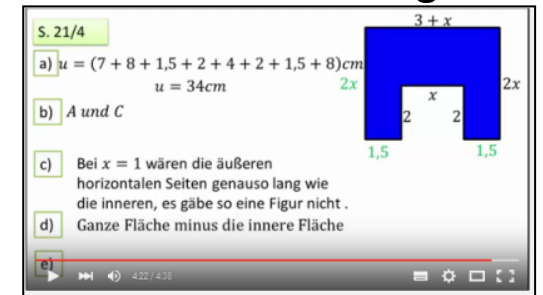 S. 21/4
3 + x
a) u = (7 + 8 + 1,5 + 2 + 4 + 2 + 1,5 + 8)cm
u = 34cm
2x
2x
x
b) A und C
2
2
1,5
1,5
c) Bei x = 1 wären die äußeren
horizontalen Seiten genauso lang wie
die inneren, es gäbe so eine Figur nicht .
d) Ganze Fläche minus die innere Fläche
e)
4:22 / 4:38